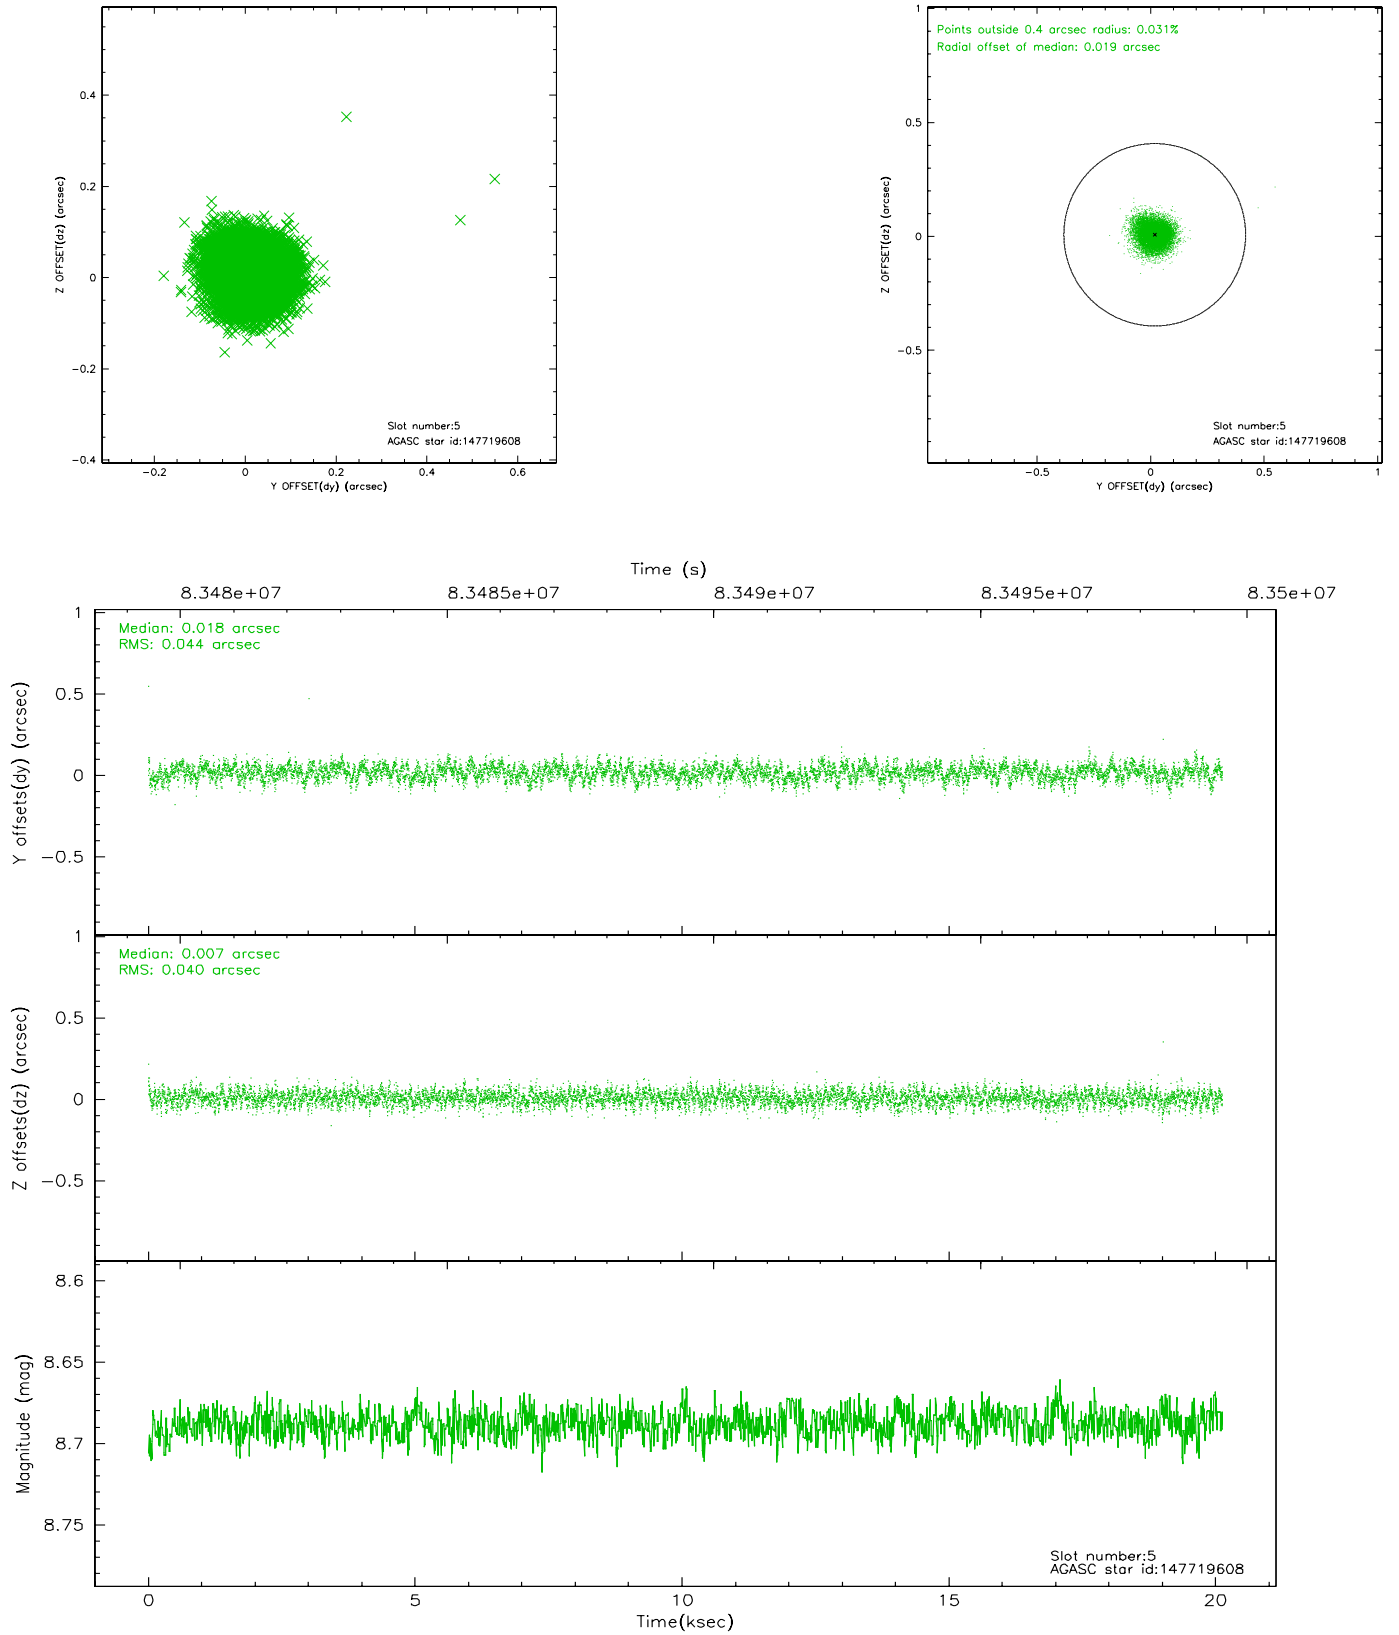 0.4
0.2
0
−0.2
−0.4
Z OFFSET(dz) (arcsec)
Slot number:5
AGASC star id:147719608
−0.2
0
0.2
0.4
0.6
Y OFFSET(dy) (arcsec)
Points outside 0.4 arcsec radius: 0.031%
Radial offset of median: 0.019 arcsec
1
0.5
0
−0.5
Z OFFSET(dz) (arcsec)
Slot number:5
AGASC star id:147719608
−0.5
0
0.5
1
Y OFFSET(dy) (arcsec)
Time (s)
8.348e+07
8.3485e+07
8.349e+07
8.3495e+07
8.35e+07
Median: 0.018 arcsec
RMS: 0.044 arcsec
1
0.5
0
−0.5
Y offsets(dy) (arcsec)
Median: 0.007 arcsec
RMS: 0.040 arcsec
1
0.5
0
−0.5
Z offsets(dz) (arcsec)
8.6
8.65
8.7
8.75
Magnitude (mag)
Slot number:5
AGASC star id:147719608
0
5
10
15
20
Time(ksec)